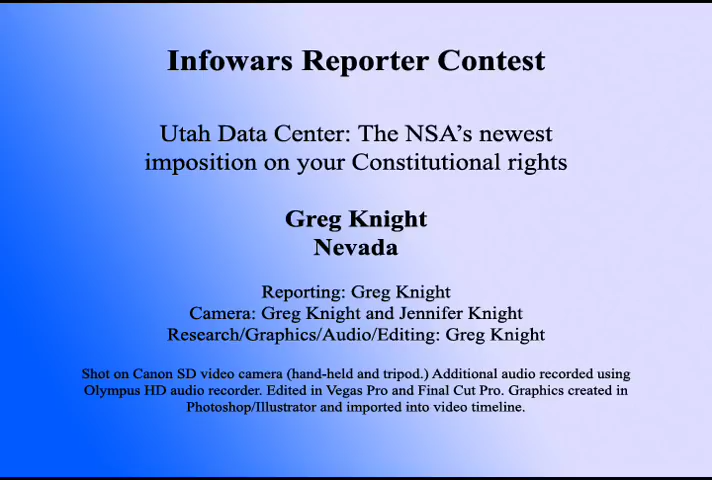 Infowars Reporter Contest
Utah Data Center: The NSA's newest
imposition on your Constitutional rights
Greg Knight
Nevada
Reporting: Greg Knight
Camera: Greg Knight and Jennifer Knight
Research/Graphics/Audio/Editing: Greg Knight
Shot on Canon SD video camera (hand-held and tripod.) Additional audio recorded using
Olympus HD audio recorder. Edited in Vegas Pro and Final Cut Pro. Graphics created in
Photoshop/Illustrator and imported into video timeline.